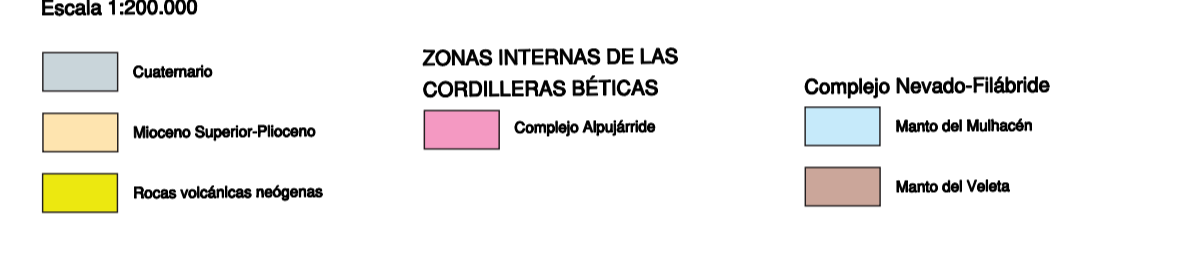 Escala 1:200.000
Cuaternario
Mioceno Superior-Plioceno
Rocas volcánicas neógenas
ZONAS INTERNAS DE LAS
CORDILLERAS BÉTICAS
Complejo Alpujárride
Complejo Nevado-Filábride
Manto del Mulhacén
Manto del Veleta